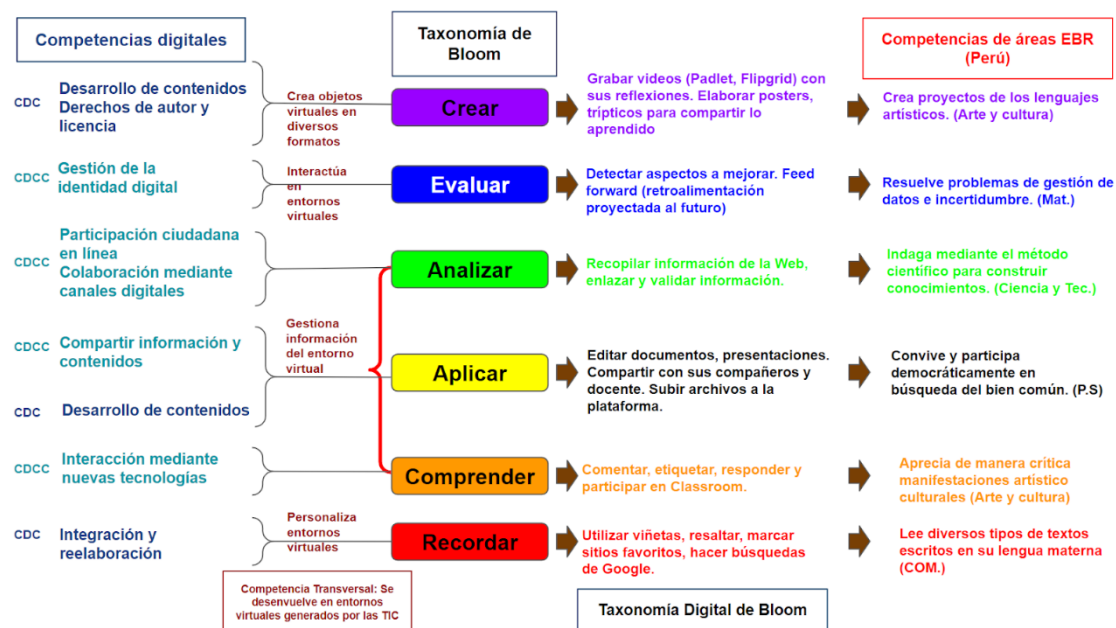 Competencias digitales
Taxonomía de
Bloom
Competencias de áreas EBR
(Perú)
CDC
Desarrollo de contenidos
Derechos de autor y
licencia
Crea objetos
virtuales en
diversos
formatos
Crear
Grabar videos (Padlet, Flipgrid) con
sus reflexiones. Elaborar posters,
trípticos para compartir lo
aprendido
Crea proyectos de los lenguajes
artísticos. (Arte y cultura)
CDCC
Gestión de la
identidad digital
Interactúa
en
entornos
virtuales
Evaluar
Detectar aspectos a mejorar. Feed
forward (retroalimentación
proyectada al futuro)
Resuelve problemas de gestión de
datos e incertidumbre. (Mat.)
CDCC
Participación ciudadana
en línea
Colaboración mediante
canales digitales
Analizar
Recopilar información de la Web,
enlazar y validar información.
Indaga mediante el método
científico para construir
conocimientos. (Ciencia y Tec.)
Gestiona
información
del entorno
virtual
CDCC
Compartir información y
contenidos
CDC
Desarrollo de contenidos
Aplicar
Editar documentos, presentaciones.
Compartir con sus compañeros y
docente. Subir archivos a la
plataforma.
Convive y participa
democráticamente en
búsqueda del bien común. (P.S)
CDCC
Interacción mediante
nuevas tecnologías
Comprender
Comentar, etiquetar, responder y
participar en Classroom.
Aprecia de manera crítica
manifestaciones artístico
culturales (Arte y cultura)
CDC
Integración y
reelaboración
Personaliza
entornos
virtuales
Recordar
Utilizar viñetas, resaltar, marcar
sitios favoritos, hacer búsquedas
de Google.
Lee diversos tipos de textos
escritos en su lengua materna
(COM.)
Competencia Transversal: Se
desenvuelve en entornos
virtuales generados por las TIC
Taxonomía Digital de Bloom